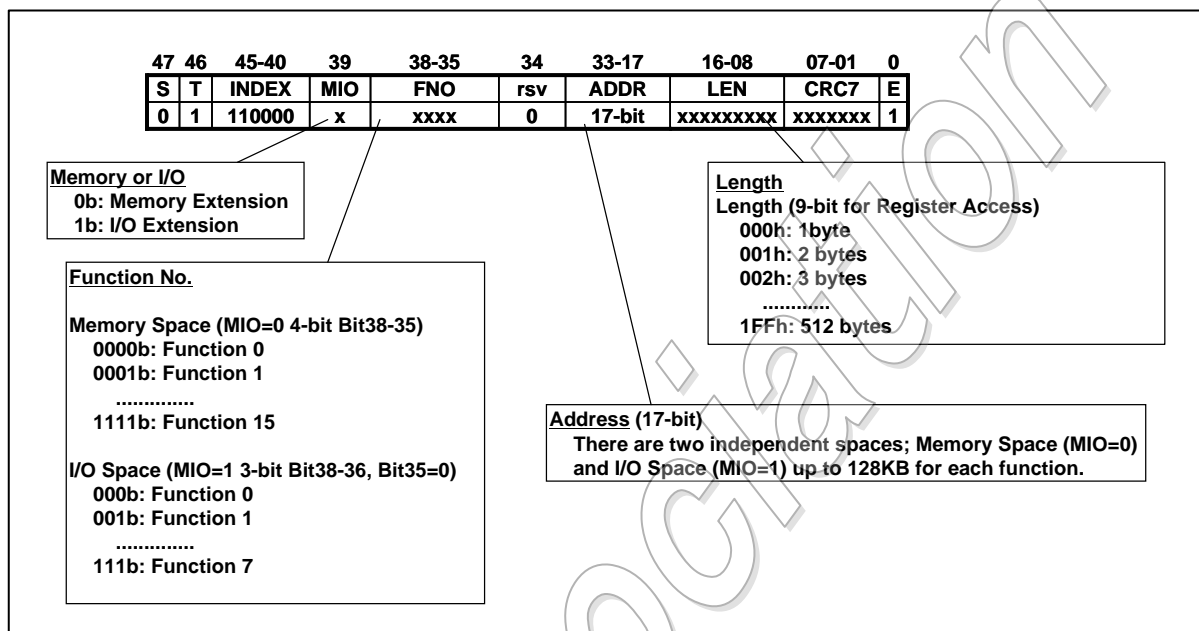 47 46 45-40 39 38-35 34 33-17 16-08 07-01 0
S T INDEX MIO FNO rsv ADDR LEN CRC7 E
0 1 110000 x xxxx 0 17-bit xxxxxxxxx xxxxxxx 1
Memory or I/O
0b: Memory Extension
1b: I/O Extension
Function No.
Memory Space (MIO=0 4-bit Bit38-35)
0000b: Function 0
0001b: Function 1
..............
1111b: Function 15
I/O Space (MIO=1 3-bit Bit38-36, Bit35=0)
000b: Function 0
001b: Function 1
..............
111b: Function 7
Length
Length (9-bit for Register Access)
000h: 1byte
001h: 2 bytes
002h: 3 bytes
.............
1FFh: 512 bytes
Address (17-bit)
There are two independent spaces; Memory Space (MIO=0)
and I/O Space (MIO=1) up to 128KB for each function.
ociation